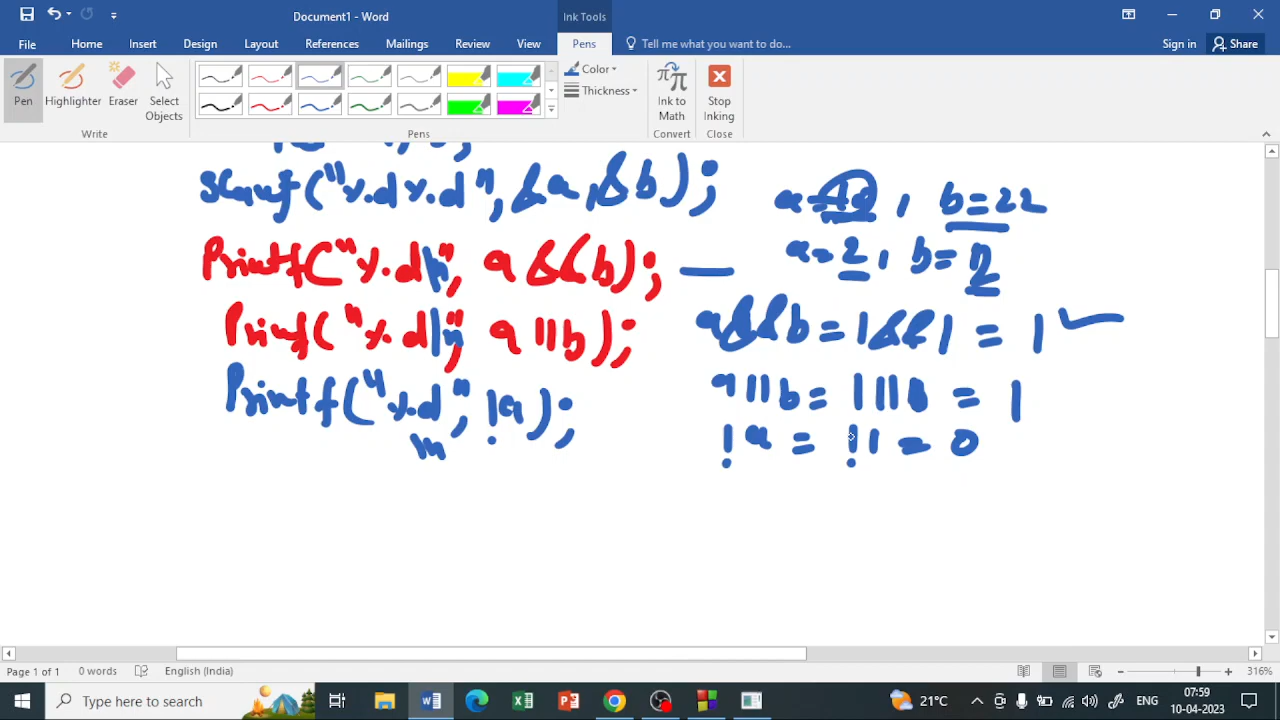 Document1 - Word
Ink Tools
File Home Insert Design Layout References Mailings Review View Pens Tell me what you want to do... Sign in Share
Pen Highlighter Eraser Select Objects
Color
Thickness
Ink to Math
Stop Inking
Write Pens Convert Close
scanf("%d%d", &a, &b);
a=, b=22
Printf("%d\n", a &&b);
a=2, b=
Printf("%d\n", a||b);
a&&b = 1&&1 = 1 ✓
Printf("%d", !a);
\n
a||b = 1|| = 1
!a = !1 = 0
Page 1 of 1 0 words English (India) 316%
Type here to search
21°C ENG 07:59
10-04-2023